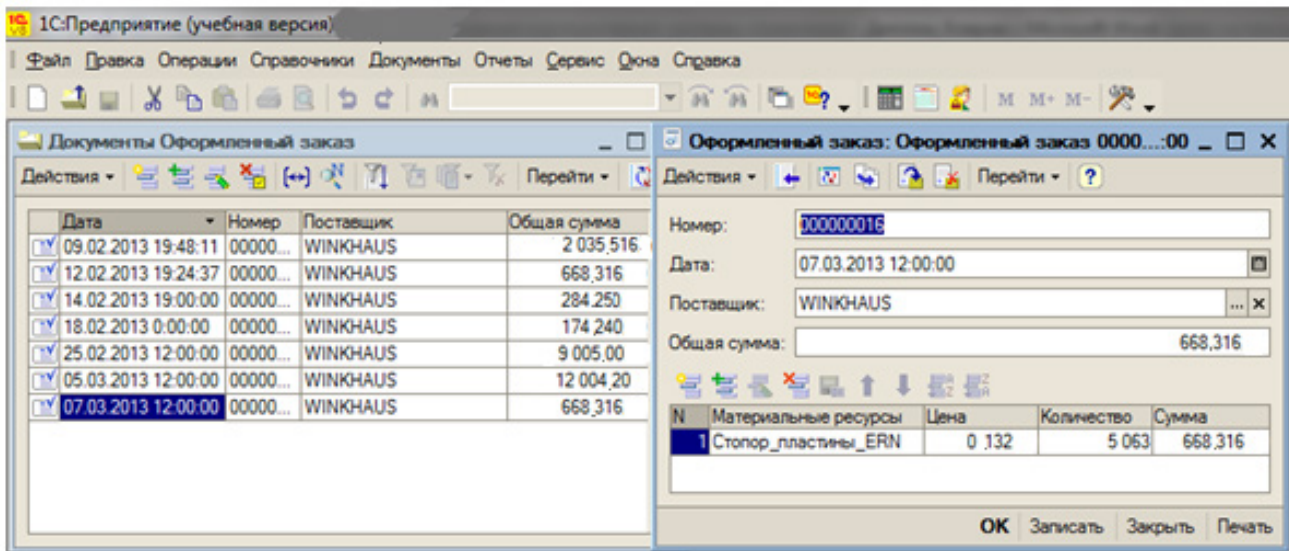 1С:Предприятие (учебная версия)
Файл Правка Операции Справочники Документы Отчеты Сервис Окна Справка
M M+ M-
Документы Оформленный заказ
Действия Перейти
Дата Номер Поставщик Общая сумма
09.02.2013 19:48:11 00000... WINKHAUS 2 035,516
12.02.2013 19:24:37 00000... WINKHAUS 668,316
14.02.2013 19:00:00 00000... WINKHAUS 284.250
18.02.2013 0:00:00 00000... WINKHAUS 174,240
25.02.2013 12:00:00 00000... WINKHAUS 9 005,00
05.03.2013 12:00:00 00000... WINKHAUS 12 004,20
07.03.2013 12:00:00 00000... WINKHAUS 668,316
Оформленный заказ: Оформленный заказ 0000...:00
Действия Перейти ?
Номер: 000000016
Дата: 07.03.2013 12:00:00
Поставщик: WINKHAUS ... x
Общая сумма: 668,316
N Материальные ресурсы Цена Количество Сумма
1 Стопор_пластины_ERN 0,132 5 063 668,316
OK Записать Закрыть Печать